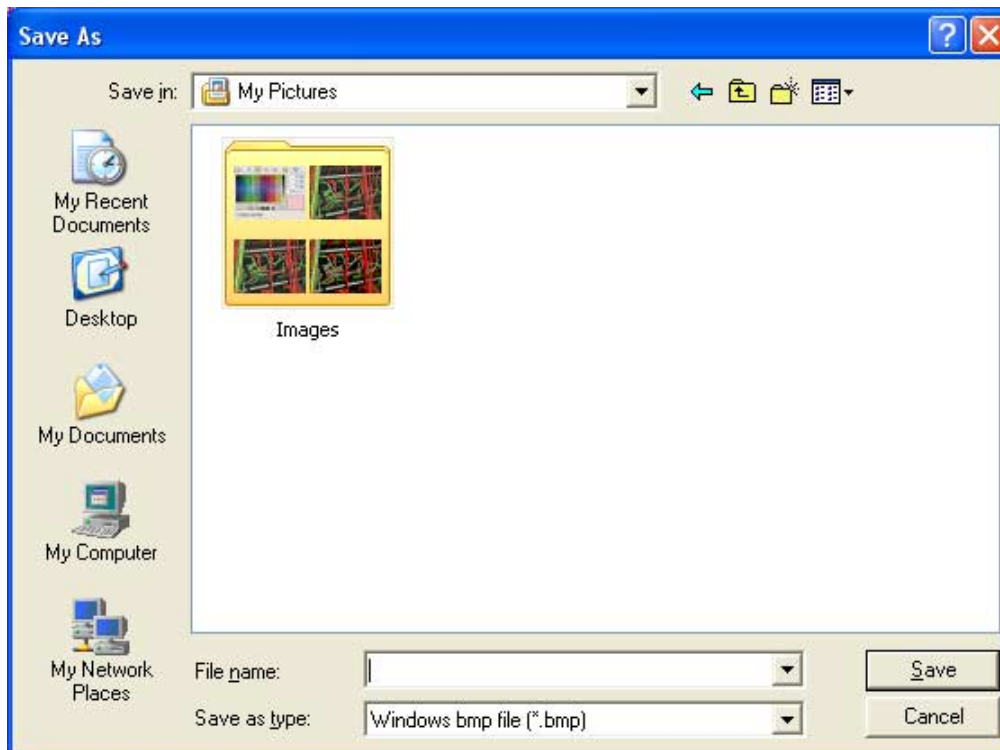 Save As
Save in:
My Pictures
My Recent
Documents
Desktop
My Documents
My Computer
My Network
Places
Images
File name:
Save
Save as type:
Windows bmp file (*.bmp)
Cancel